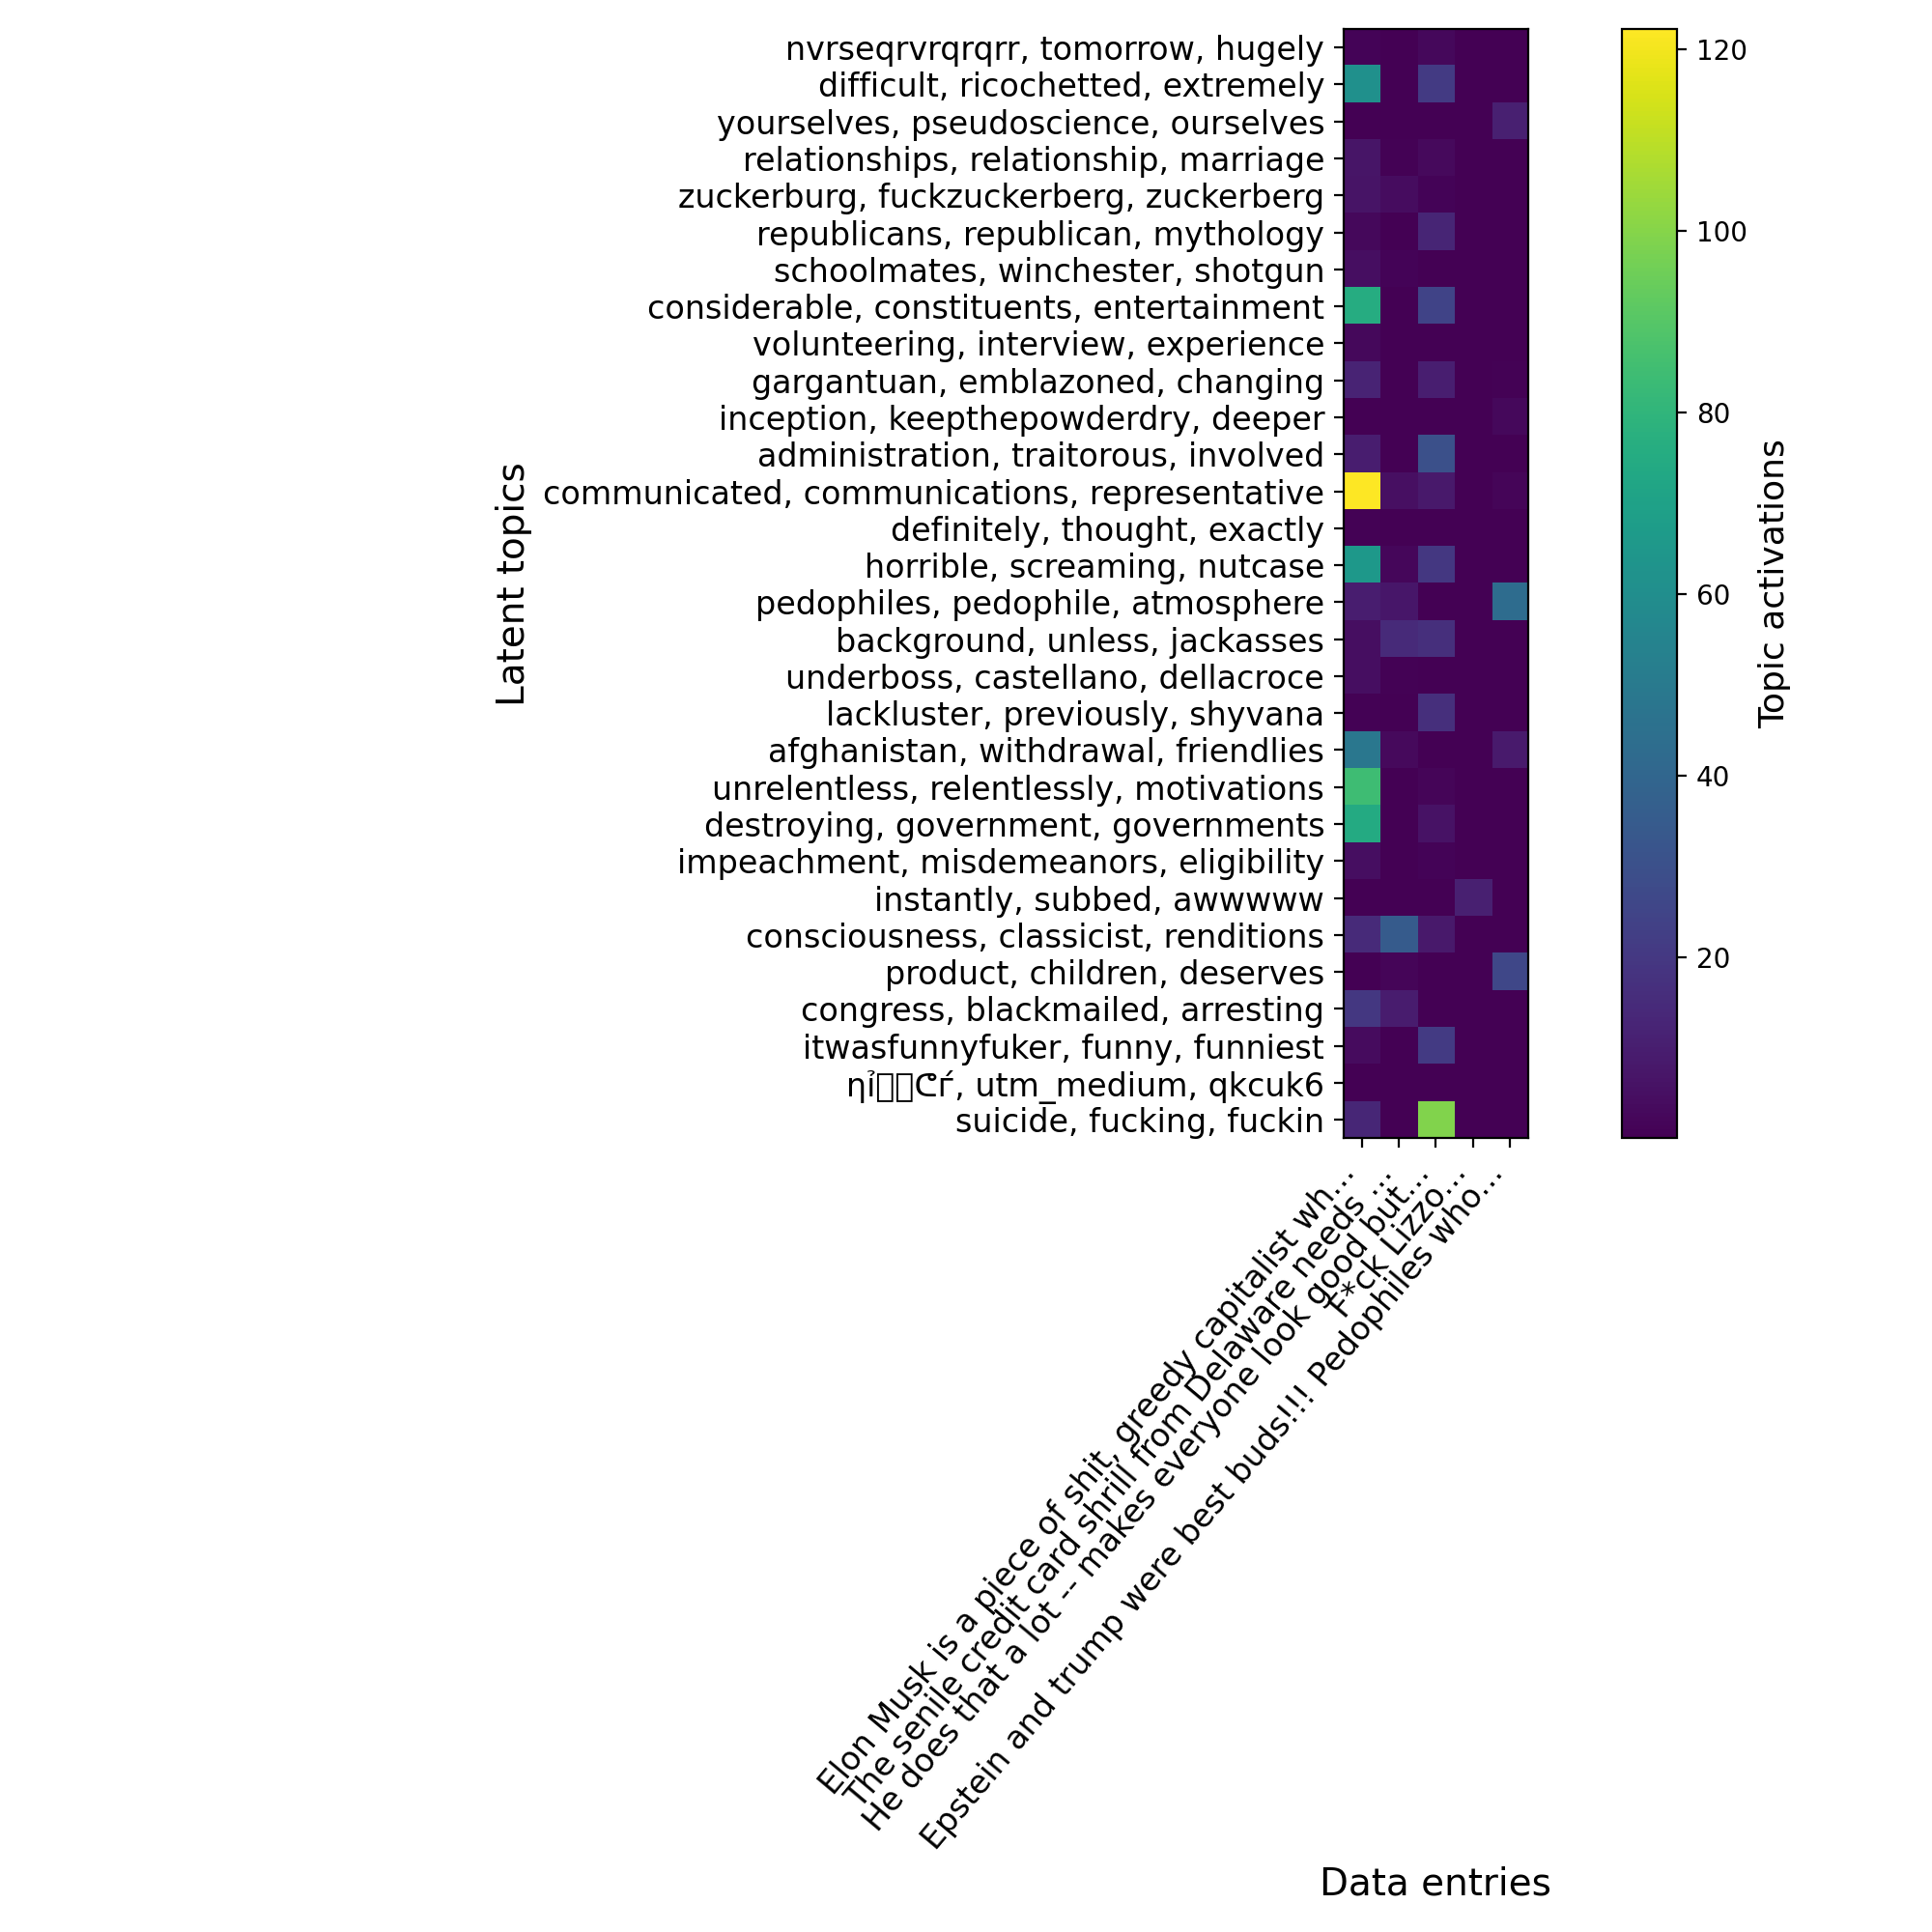 nvrseqrvrqrqrr, tomorrow, hugely
difficult, ricochetted, extremely
yourselves, pseudoscience, ourselves
relationships, relationship, marriage
zuckerburg, fuckzuckerberg, zuckerberg
republicans, republican, mythology
schoolmates, winchester, shotgun
considerable, constituents, entertainment
volunteering, interview, experience
gargantuan, emblazoned, changing
inception, keepthepowderdry, deeper
administration, traitorous, involved
communicated, communications, representative
definitely, thought, exactly
horrible, screaming, nutcase
pedophiles, pedophile, atmosphere
background, unless, jackasses
underboss, castellano, dellacroce
lackluster, previously, shyvana
afghanistan, withdrawal, friendlies
unrelentless, relentlessly, motivations
destroying, government, governments
impeachment, misdemeanors, eligibility
instantly, subbed, awwwww
consciousness, classicist, renditions
product, children, deserves
congress, blackmailed, arresting
itwasfunnyfuker, funny, funniest
utm_medium, qkcuk6
suicide, fucking, fuckin
Latent topics
Elon Musk is a piece of shit, greedy capitalist wh...
The senile credit card shrill from Delaware needs ...
He does that a lot -- makes everyone look good but...
F*ck Lizzo...
Epstein and trump were best buds!!! Pedophiles who...
Data entries
120
100
80
60
40
20
Topic activations